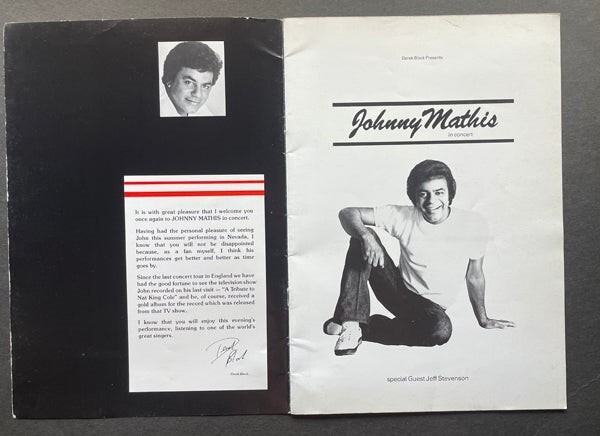 It is with great pleasure that I welcome you
once again to JOHNNY MATHIS in concert.
Having had the personal pleasure of seeing
John this summer performing in Nevada, I
know that you will not be disappointed
because, as a fan myself, I think his
performances get better and better as time
goes by.
Since the last concert tour in England we have
had the good fortune to see the television show
John recorded on his last visit — "A Tribute to
Nat King Cole" and he, of course, received a
gold album for the record which was released
from that TV show.
I know that you will enjoy this evening's
performance, listening to one of the world's
great singers.
Derek
Block
Derek Block
Derek Block Presents
Johnny Mathis
in concert
special Guest Jeff Stevenson